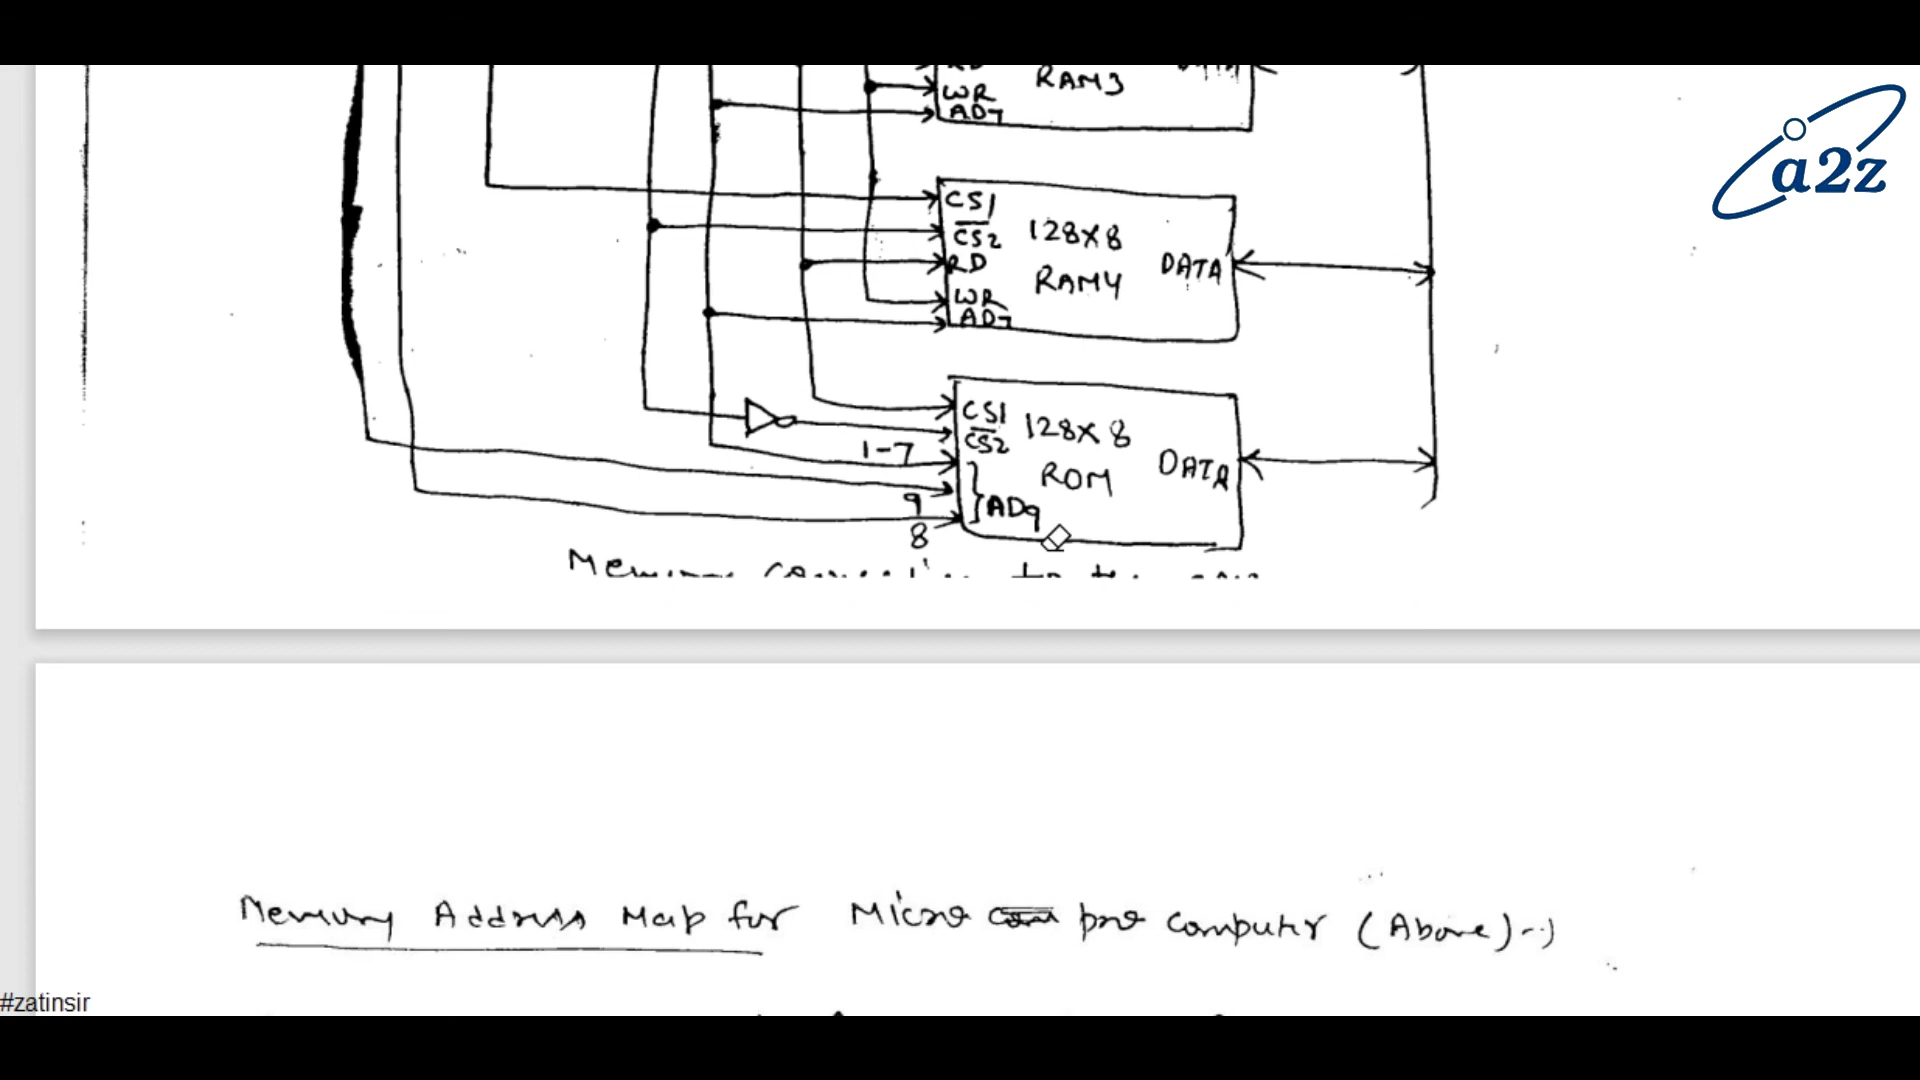 RAM3
WR
AD7
a2z
CS1
CS2 128X8
RD DATA
RAM4
WR
AD7
CS1
CS2 128X8
1-7 DATA
ROM
9 AD9
8
Memory Address Map for Micro computer (Above)
#zatinsir